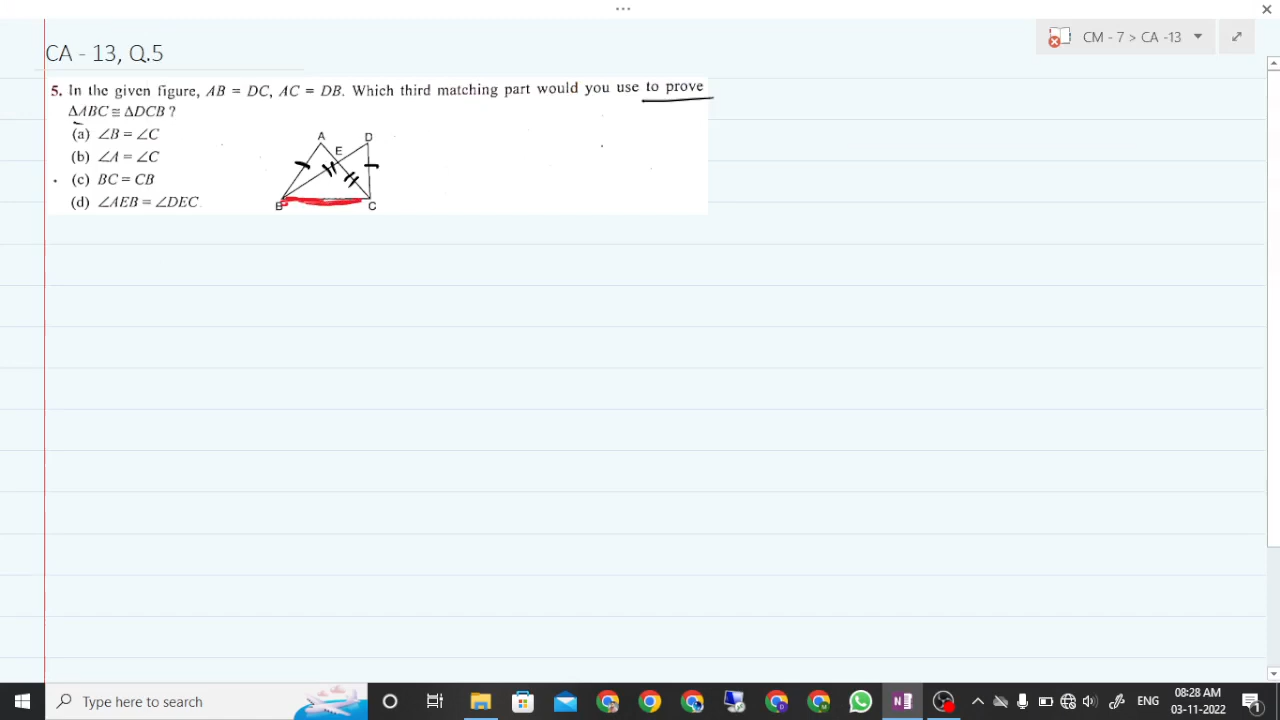 CM - 7 > CA -13
CA - 13, Q.5
5. In the given figure, AB = DC, AC = DB. Which third matching part would you use to prove
ΔABC ≅ ΔDCB ?
(a) ∠B = ∠C
(b) ∠A = ∠C
(c) BC = CB
(d) ∠AEB = ∠DEC
A
D
E
B
C
Type here to search
ENG
08:28 AM
03-11-2022
1